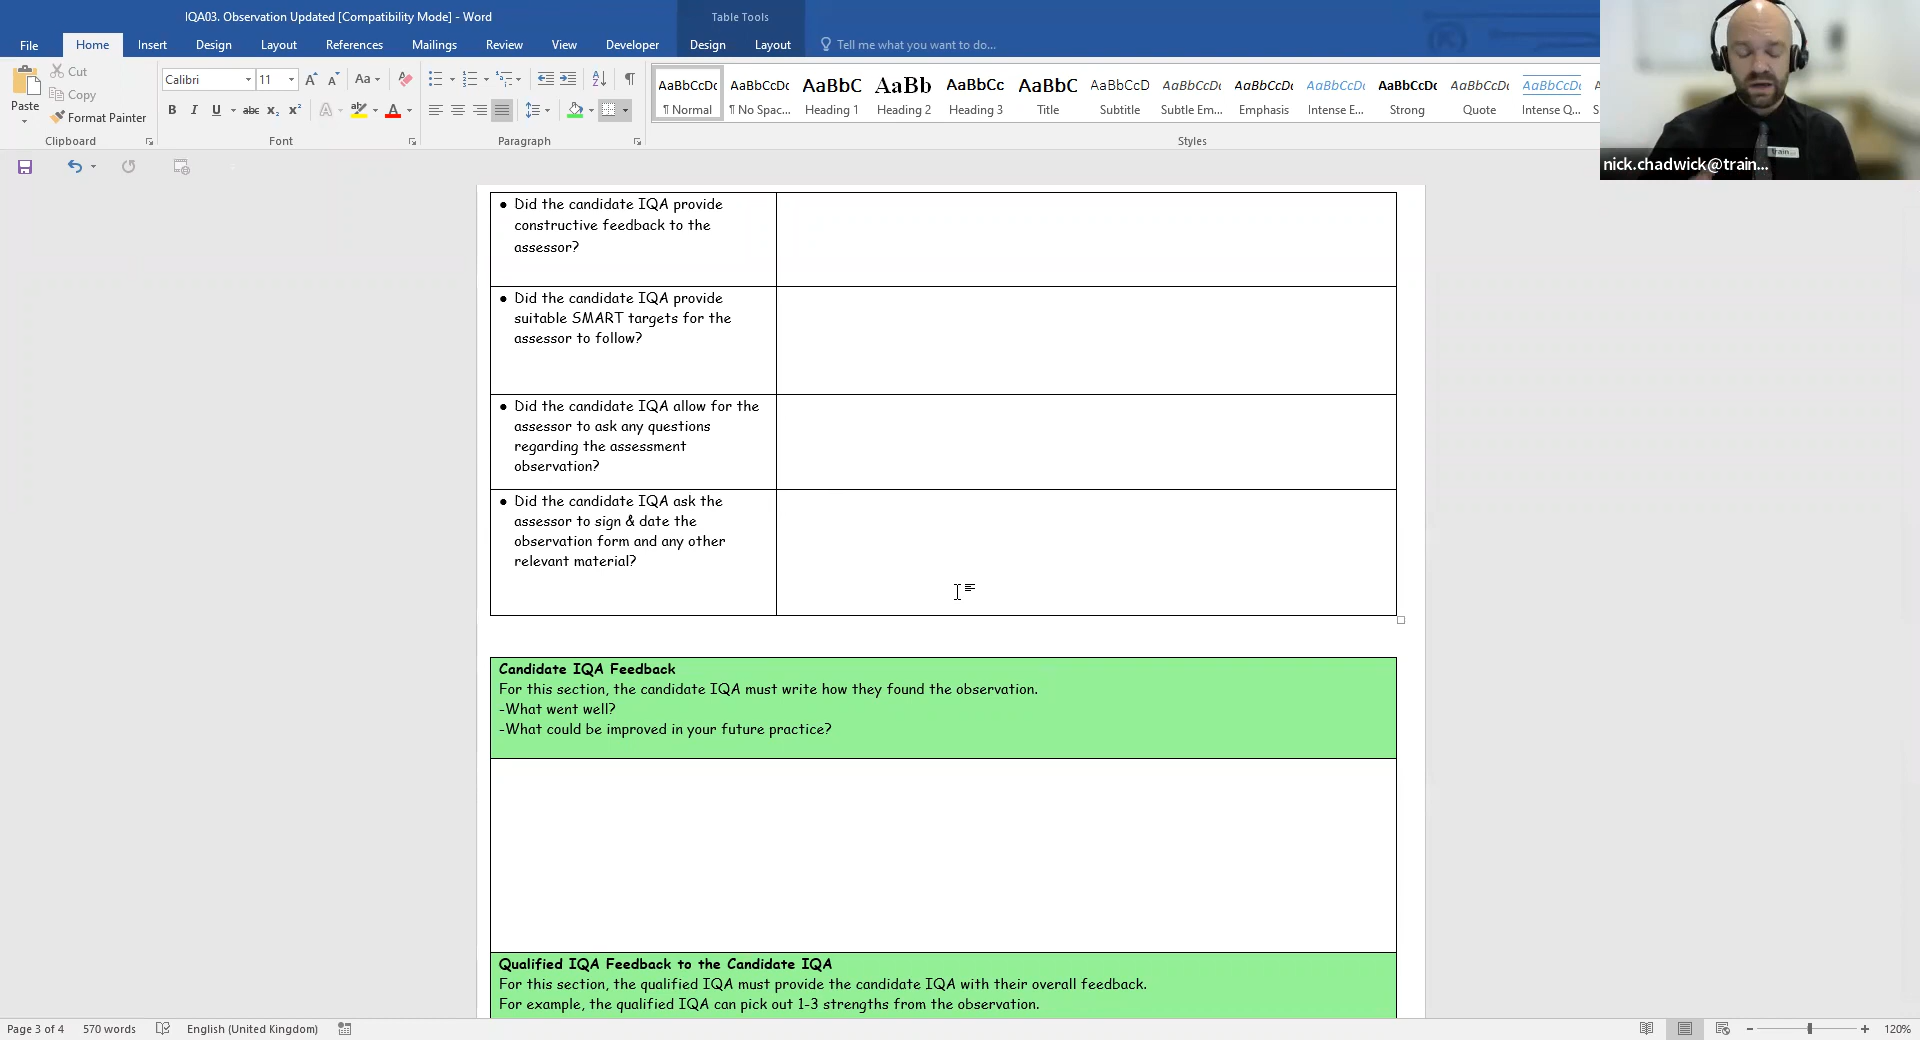 IQA03. Observation Updated [Compatibility Mode] - Word
Table Tools
File Home Insert Design Layout References Mailings Review View Developer Design Layout Tell me what you want to do...
Paste
Cut
Copy
Format Painter
Calibri 11
AaBbCcDc AaBbCcDc AaBbC AaBb AaBbCc AaBbC AaBbCcD AaBbCcDc AaBbCcDc AaBbCcDc AaBbCcDc AaBbCcDc AaBbCcDc
¶ Normal ¶ No Spac... Heading 1 Heading 2 Heading 3 Title Subtitle Subtle Em... Emphasis Intense E... Strong Quote Intense Q...
Clipboard Font Paragraph Styles
train...
nick.chadwick@train...
• Did the candidate IQA provide
constructive feedback to the
assessor?
• Did the candidate IQA provide
suitable SMART targets for the
assessor to follow?
• Did the candidate IQA allow for the
assessor to ask any questions
regarding the assessment
observation?
• Did the candidate IQA ask the
assessor to sign & date the
observation form and any other
relevant material?
Candidate IQA Feedback
For this section, the candidate IQA must write how they found the observation.
-What went well?
-What could be improved in your future practice?
Qualified IQA Feedback to the Candidate IQA
For this section, the qualified IQA must provide the candidate IQA with their overall feedback.
For example, the qualified IQA can pick out 1-3 strengths from the observation.
Page 3 of 4 570 words English (United Kingdom) 120%